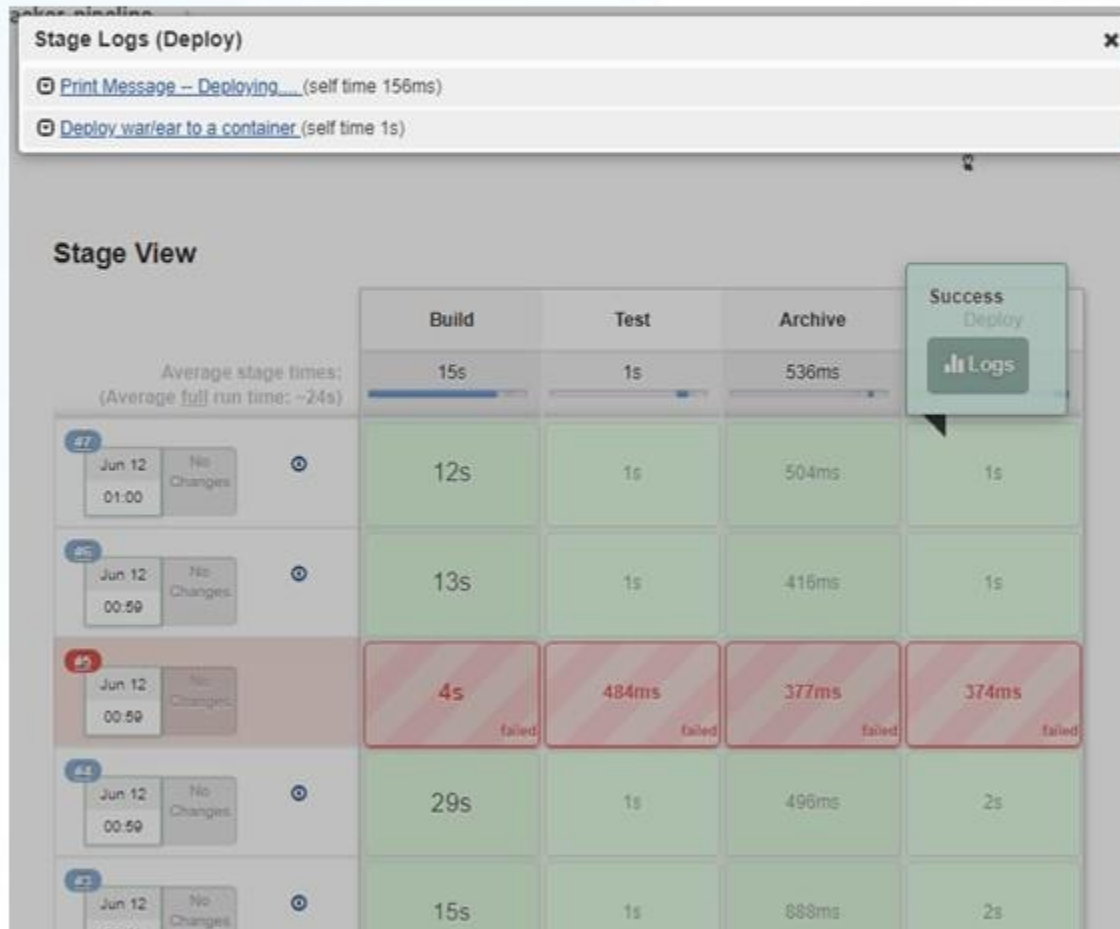 Stage Logs (Deploy) ×
Print Message -- Deploying.... (self time 156ms)
Deploy war/ear to a container (self time 1s)
Stage View
Success
Build Test Archive Deploy
Logs
Average stage times: 15s 1s 536ms
(Average full run time: ~24s)
#7
Jun 12 No Changes
01:00
12s 1s 504ms 1s
#6
Jun 12 No Changes
00:59
13s 1s 416ms 1s
#5
Jun 12 No Changes
00:59
4s 484ms 377ms 374ms
failed failed failed failed
#4
Jun 12 No Changes
00:59
29s 1s 496ms 2s
Jun 12 No Changes
15s 1s 888ms 2s